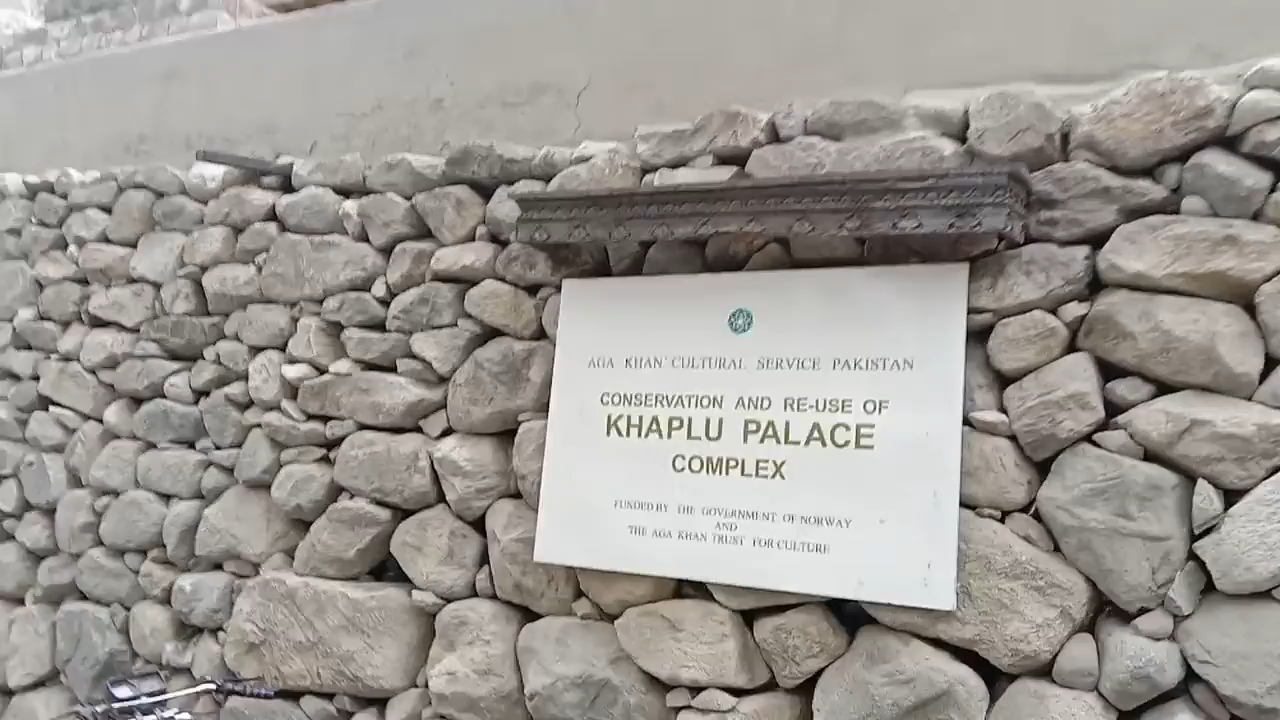 AGA KHAN CULTURAL SERVICE PAKISTAN
CONSERVATION AND RE-USE OF
KHAPLU PALACE
COMPLEX
FUNDED BY THE GOVERNMENT OF NORWAY
AND
THE AGA KHAN TRUST FOR CULTURE